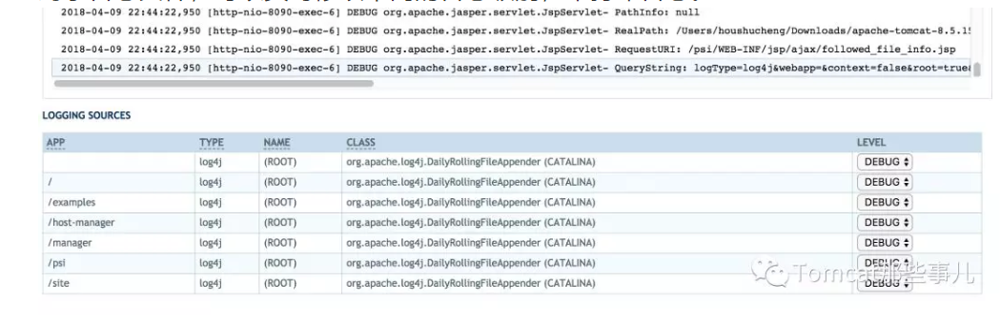 2018-04-09 22:44:22,950 [http-nio-8090-exec-6] DEBUG org.apache.jasper.servlet.JspServlet- PathInfo: null
2018-04-09 22:44:22,950 [http-nio-8090-exec-6] DEBUG org.apache.jasper.servlet.JspServlet- RealPath: /Users/houshucheng/Downloads/apache-tomcat-8.5.15
2018-04-09 22:44:22,950 [http-nio-8090-exec-6] DEBUG org.apache.jasper.servlet.JspServlet- RequestURI: /psi/WEB-INF/jsp/ajax/followed_file_info.jsp
2018-04-09 22:44:22,950 [http-nio-8090-exec-6] DEBUG org.apache.jasper.servlet.JspServlet- QueryString: logType=log4j&webapp=&context=false&root=true&
LOGGING SOURCES
APP TYPE NAME CLASS LEVEL
log4j (ROOT) org.apache.log4j.DailyRollingFileAppender (CATALINA) DEBUG
/ log4j (ROOT) org.apache.log4j.DailyRollingFileAppender (CATALINA) DEBUG
/examples log4j (ROOT) org.apache.log4j.DailyRollingFileAppender (CATALINA) DEBUG
/host-manager log4j (ROOT) org.apache.log4j.DailyRollingFileAppender (CATALINA) DEBUG
/manager log4j (ROOT) org.apache.log4j.DailyRollingFileAppender (CATALINA) DEBUG
/psi log4j (ROOT) org.apache.log4j.DailyRollingFileAppender (CATALINA) DEBUG
/site log4j (ROOT) org.apache.log4j.DailyRollingFileAppender (CATALINA) DEBUG
Tomcat那些事儿